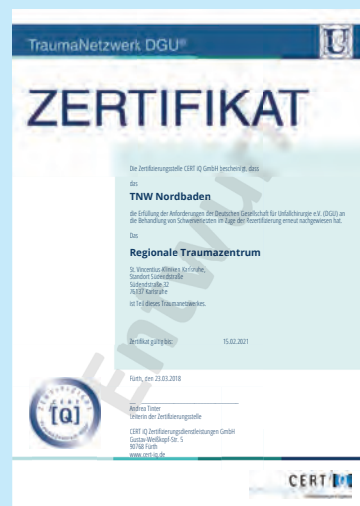 TraumaNetzwerk DGU®
ZERTIFIKAT
Die Zertifizierungsstelle CERT iQ GmbH bescheinigt, dass
das
TNW Nordbaden
die Erfüllung der Anforderungen der Deutschen Gesellschaft für Unfallchirurgie e.V. (DGU) an
die Behandlung von Schwerverletzten im Zuge der Rezertifizierung erneut nachgewiesen hat.
Das
Regionale Traumazentrum
St. Vincentius-Kliniken Karlsruhe,
Standort Südendstraße
Südendstraße 32
76137 Karlsruhe
ist Teil dieses Traumanetzwerkes.
Zertifikat gültig bis: 15.02.2021
Fürth, den 23.03.2018
Andrea Tinter
Leiterin der Zertifizierungsstelle
CERT iQ Zertifizierungsdienstleistungen GmbH
Gustav-Weißkopf-Str. 5
90768 Fürth
www.cert-iq.de
Entwurf
[Q]
CERT iQ